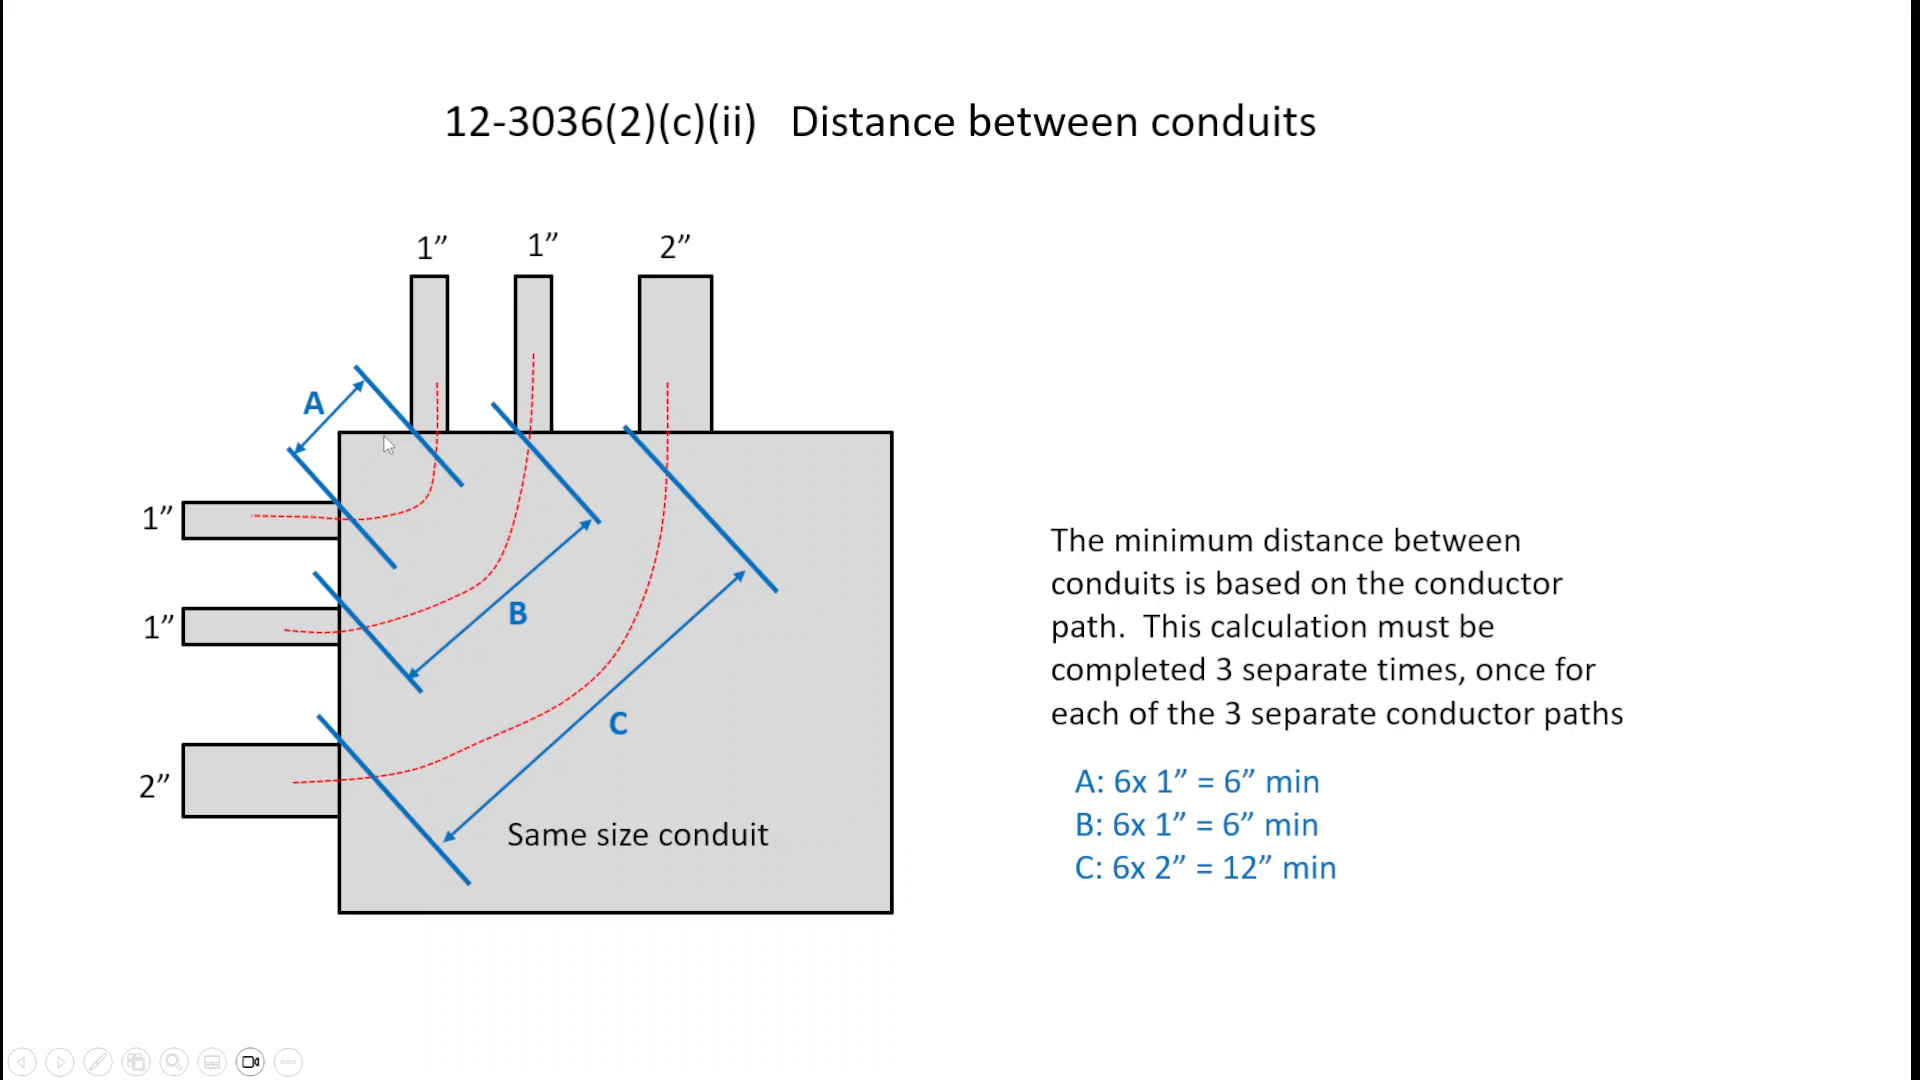 12-3036(2)(c)(ii) Distance between conduits
1” 1” 2”
A
1”
B
1”
C
2”
Same size conduit
The minimum distance between
conduits is based on the conductor
path. This calculation must be
completed 3 separate times, once for
each of the 3 separate conductor paths
A: 6x 1” = 6” min
B: 6x 1” = 6” min
C: 6x 2” = 12” min